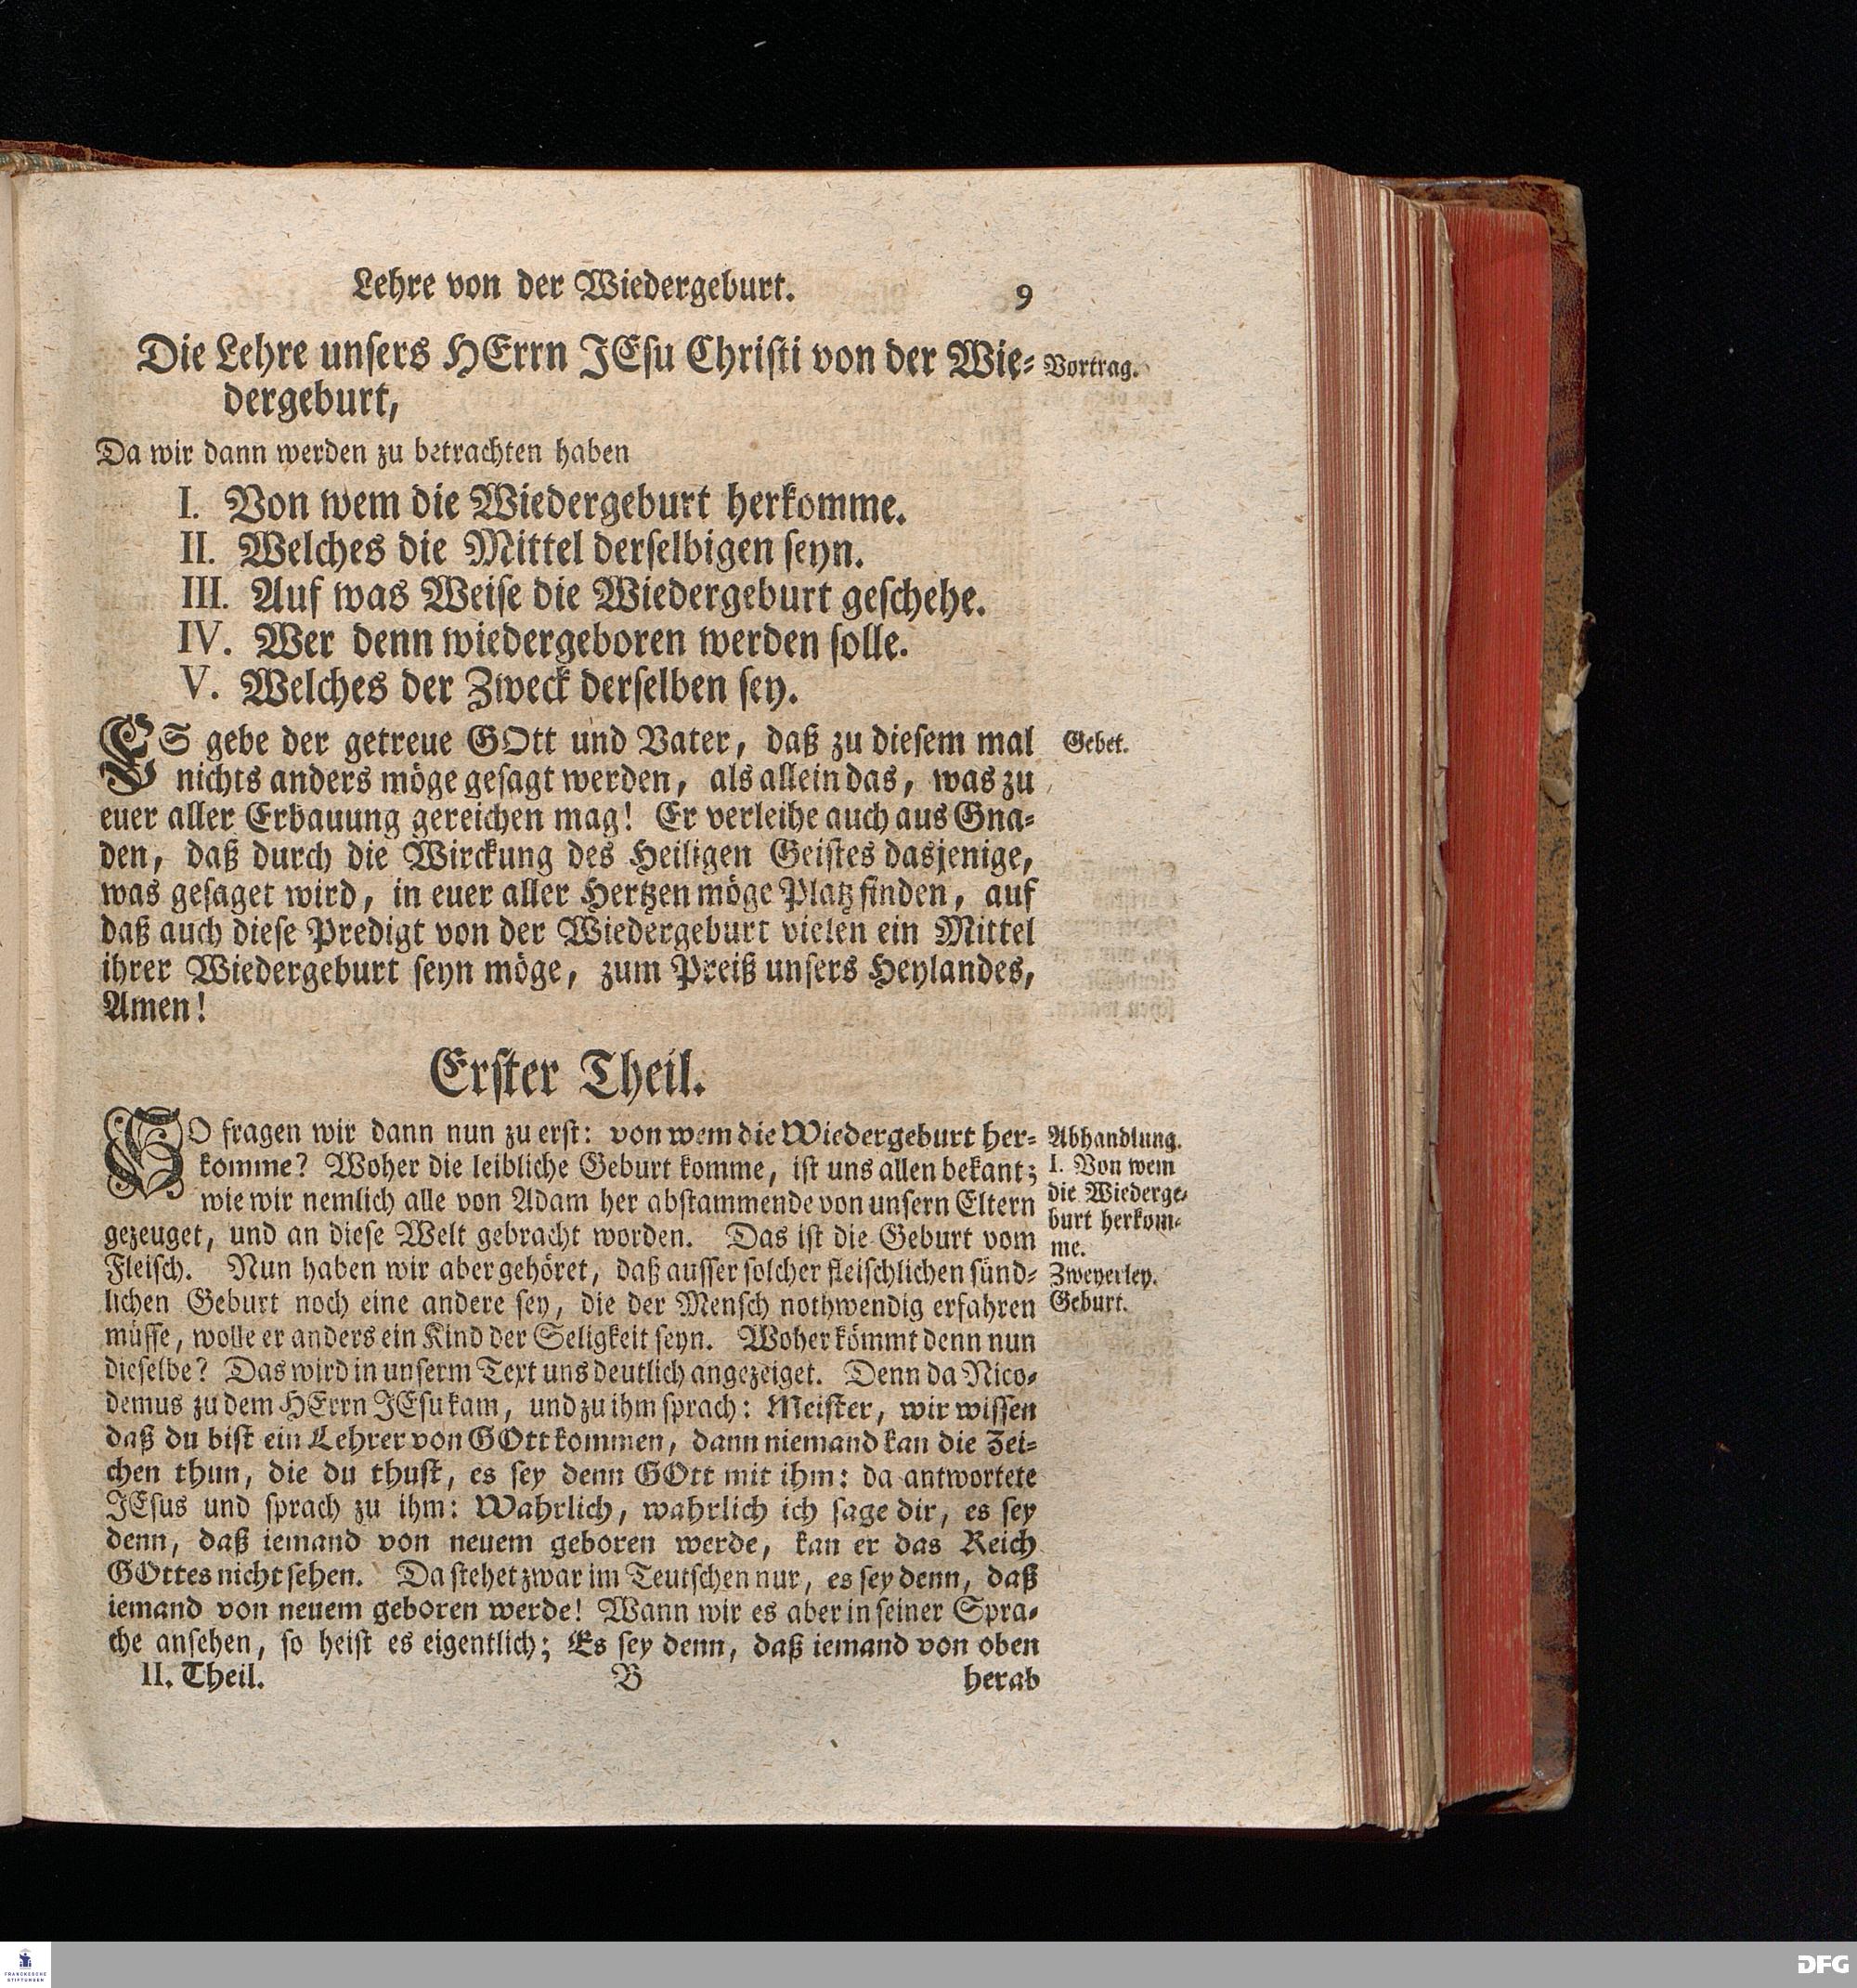 Lehre von der Wiedergeburt. 9
Die Lehre unsers HErrn JEsu Christi von der Wie-
dergeburt,
Vortrag.
Da wir dann werden zu betrachten haben
I. Von wem die Wiedergeburt herkomme.
II. Welches die Mittel derselbigen seyn.
III. Auf was Weise die Wiedergeburt geschehe.
IV. Wer denn wiedergeboren werden solle.
V. Welches der Zweck derselben sey.
ES gebe der getreue GOtt und Vater, daß zu diesem mal
nichts anders möge gesagt werden, als allein das, was zu
euer aller Erbauung gereichen mag! Er verleihe auch aus Gna-
den, daß durch die Wirckung des Heiligen Geistes dasjenige,
was gesaget wird, in euer aller Hertzen möge Platz finden, auf
daß auch diese Predigt von der Wiedergeburt vielen ein Mittel
ihrer Wiedergeburt seyn möge, zum Preiß unsers Heylandes,
Amen!
Gebet.
Erster Theil.
SO fragen wir dann nun zu erst: von wem die Wiedergeburt her-
komme? Woher die leibliche Geburt komme, ist uns allen bekant;
wie wir nemlich alle von Adam her abstammende von unsern Eltern
gezeuget, und an diese Welt gebracht worden. Das ist die Geburt vom
Fleisch. Nun haben wir aber gehöret, daß ausser solcher fleischlichen sünd-
lichen Geburt noch eine andere sey, die der Mensch nothwendig erfahren
müsse, wolle er anders ein Kind der Seligkeit seyn. Woher kömmt denn nun
dieselbe? Das wird in unserm Text uns deutlich angezeiget. Denn da Nico-
demus zu dem HErrn JEsu kam, und zu ihm sprach: Meister, wir wissen
daß du bist ein Lehrer von GOtt kommen, dann niemand kan die Zei-
chen thun, die du thust, es sey denn GOtt mit ihm: da antwortete
JEsus und sprach zu ihm: Wahrlich, wahrlich ich sage dir, es sey
denn, daß iemand von neuem geboren werde, kan er das Reich
GOttes nicht sehen. Da stehet zwar im Teutschen nur, es sey denn, daß
iemand von neuem geboren werde! Wann wir es aber in seiner Spra-
che ansehen, so heist es eigentlich; Es sey denn, daß iemand von oben
Abhandlung.
I. Von wem
die Wiederge-
burt herkom-
me.
Zweyerley.
Geburt.
II. Theil. B herab
FRANCKESCHE
STIFTUNGEN
DFG